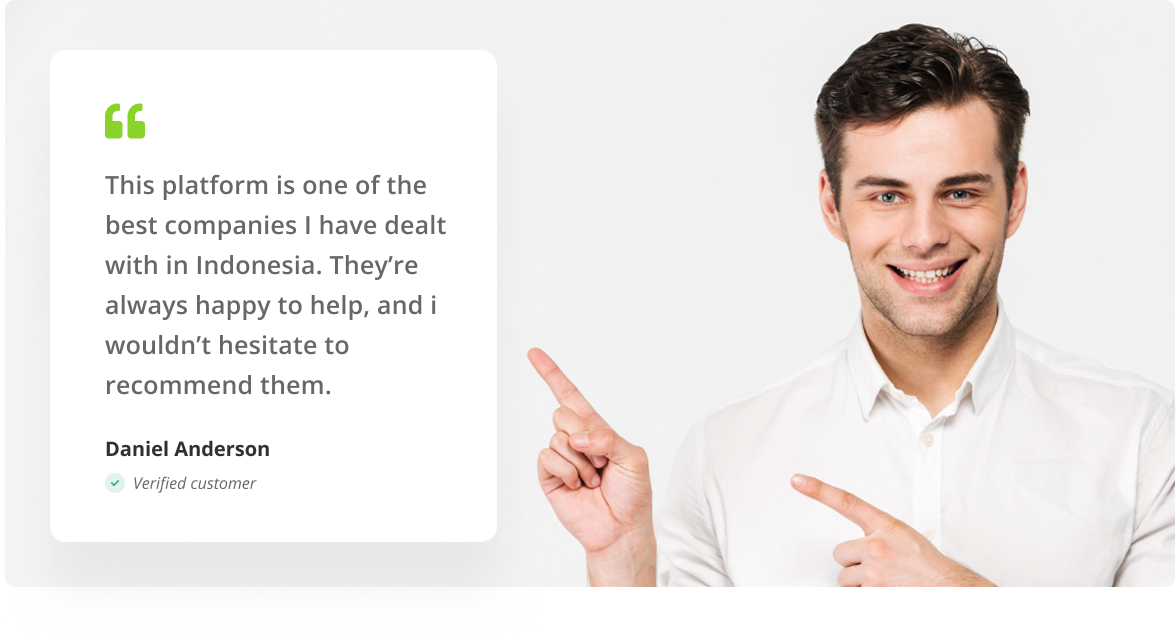 This platform is one of the
best companies I have dealt
with in Indonesia. They’re
always happy to help, and i
wouldn’t hesitate to
recommend them.
Daniel Anderson
Verified customer